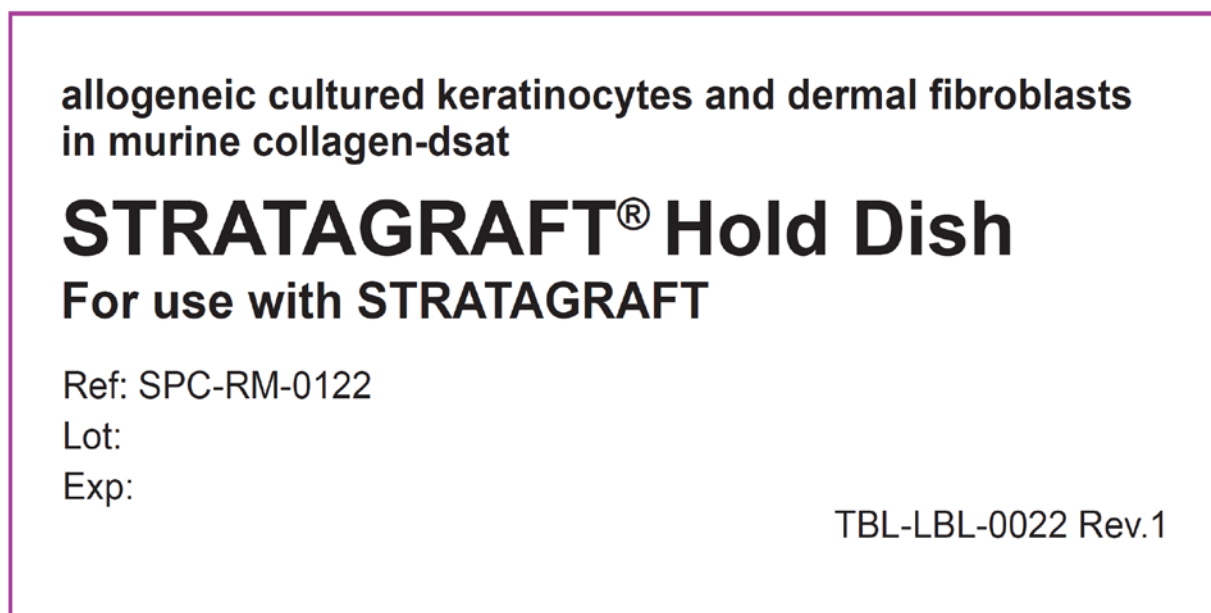 allogeneic cultured keratinocytes and dermal fibroblasts
in murine collagen-dsat
STRATAGRAFT® Hold Dish
For use with STRATAGRAFT
Ref: SPC-RM-0122
Lot:
Exp:
TBL-LBL-0022 Rev.1